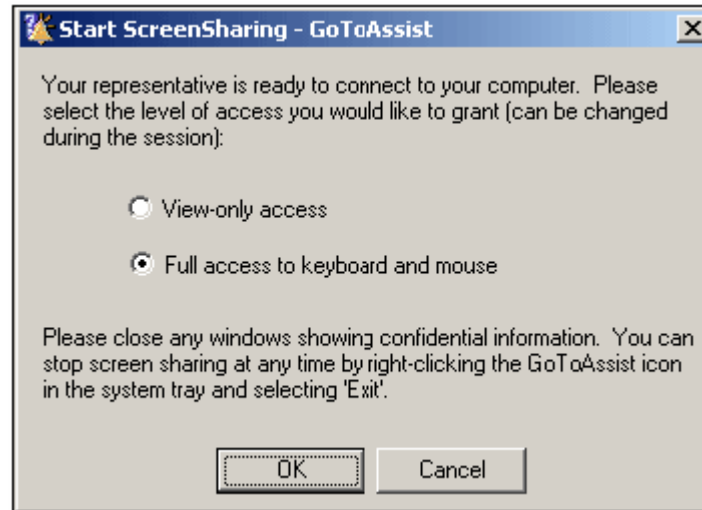 Start ScreenSharing - GoToAssist
Your representative is ready to connect to your computer. Please
select the level of access you would like to grant (can be changed
during the session):
View-only access
Full access to keyboard and mouse
Please close any windows showing confidential information. You can
stop screen sharing at any time by right-clicking the GoToAssist icon
in the system tray and selecting 'Exit'.
OK
Cancel